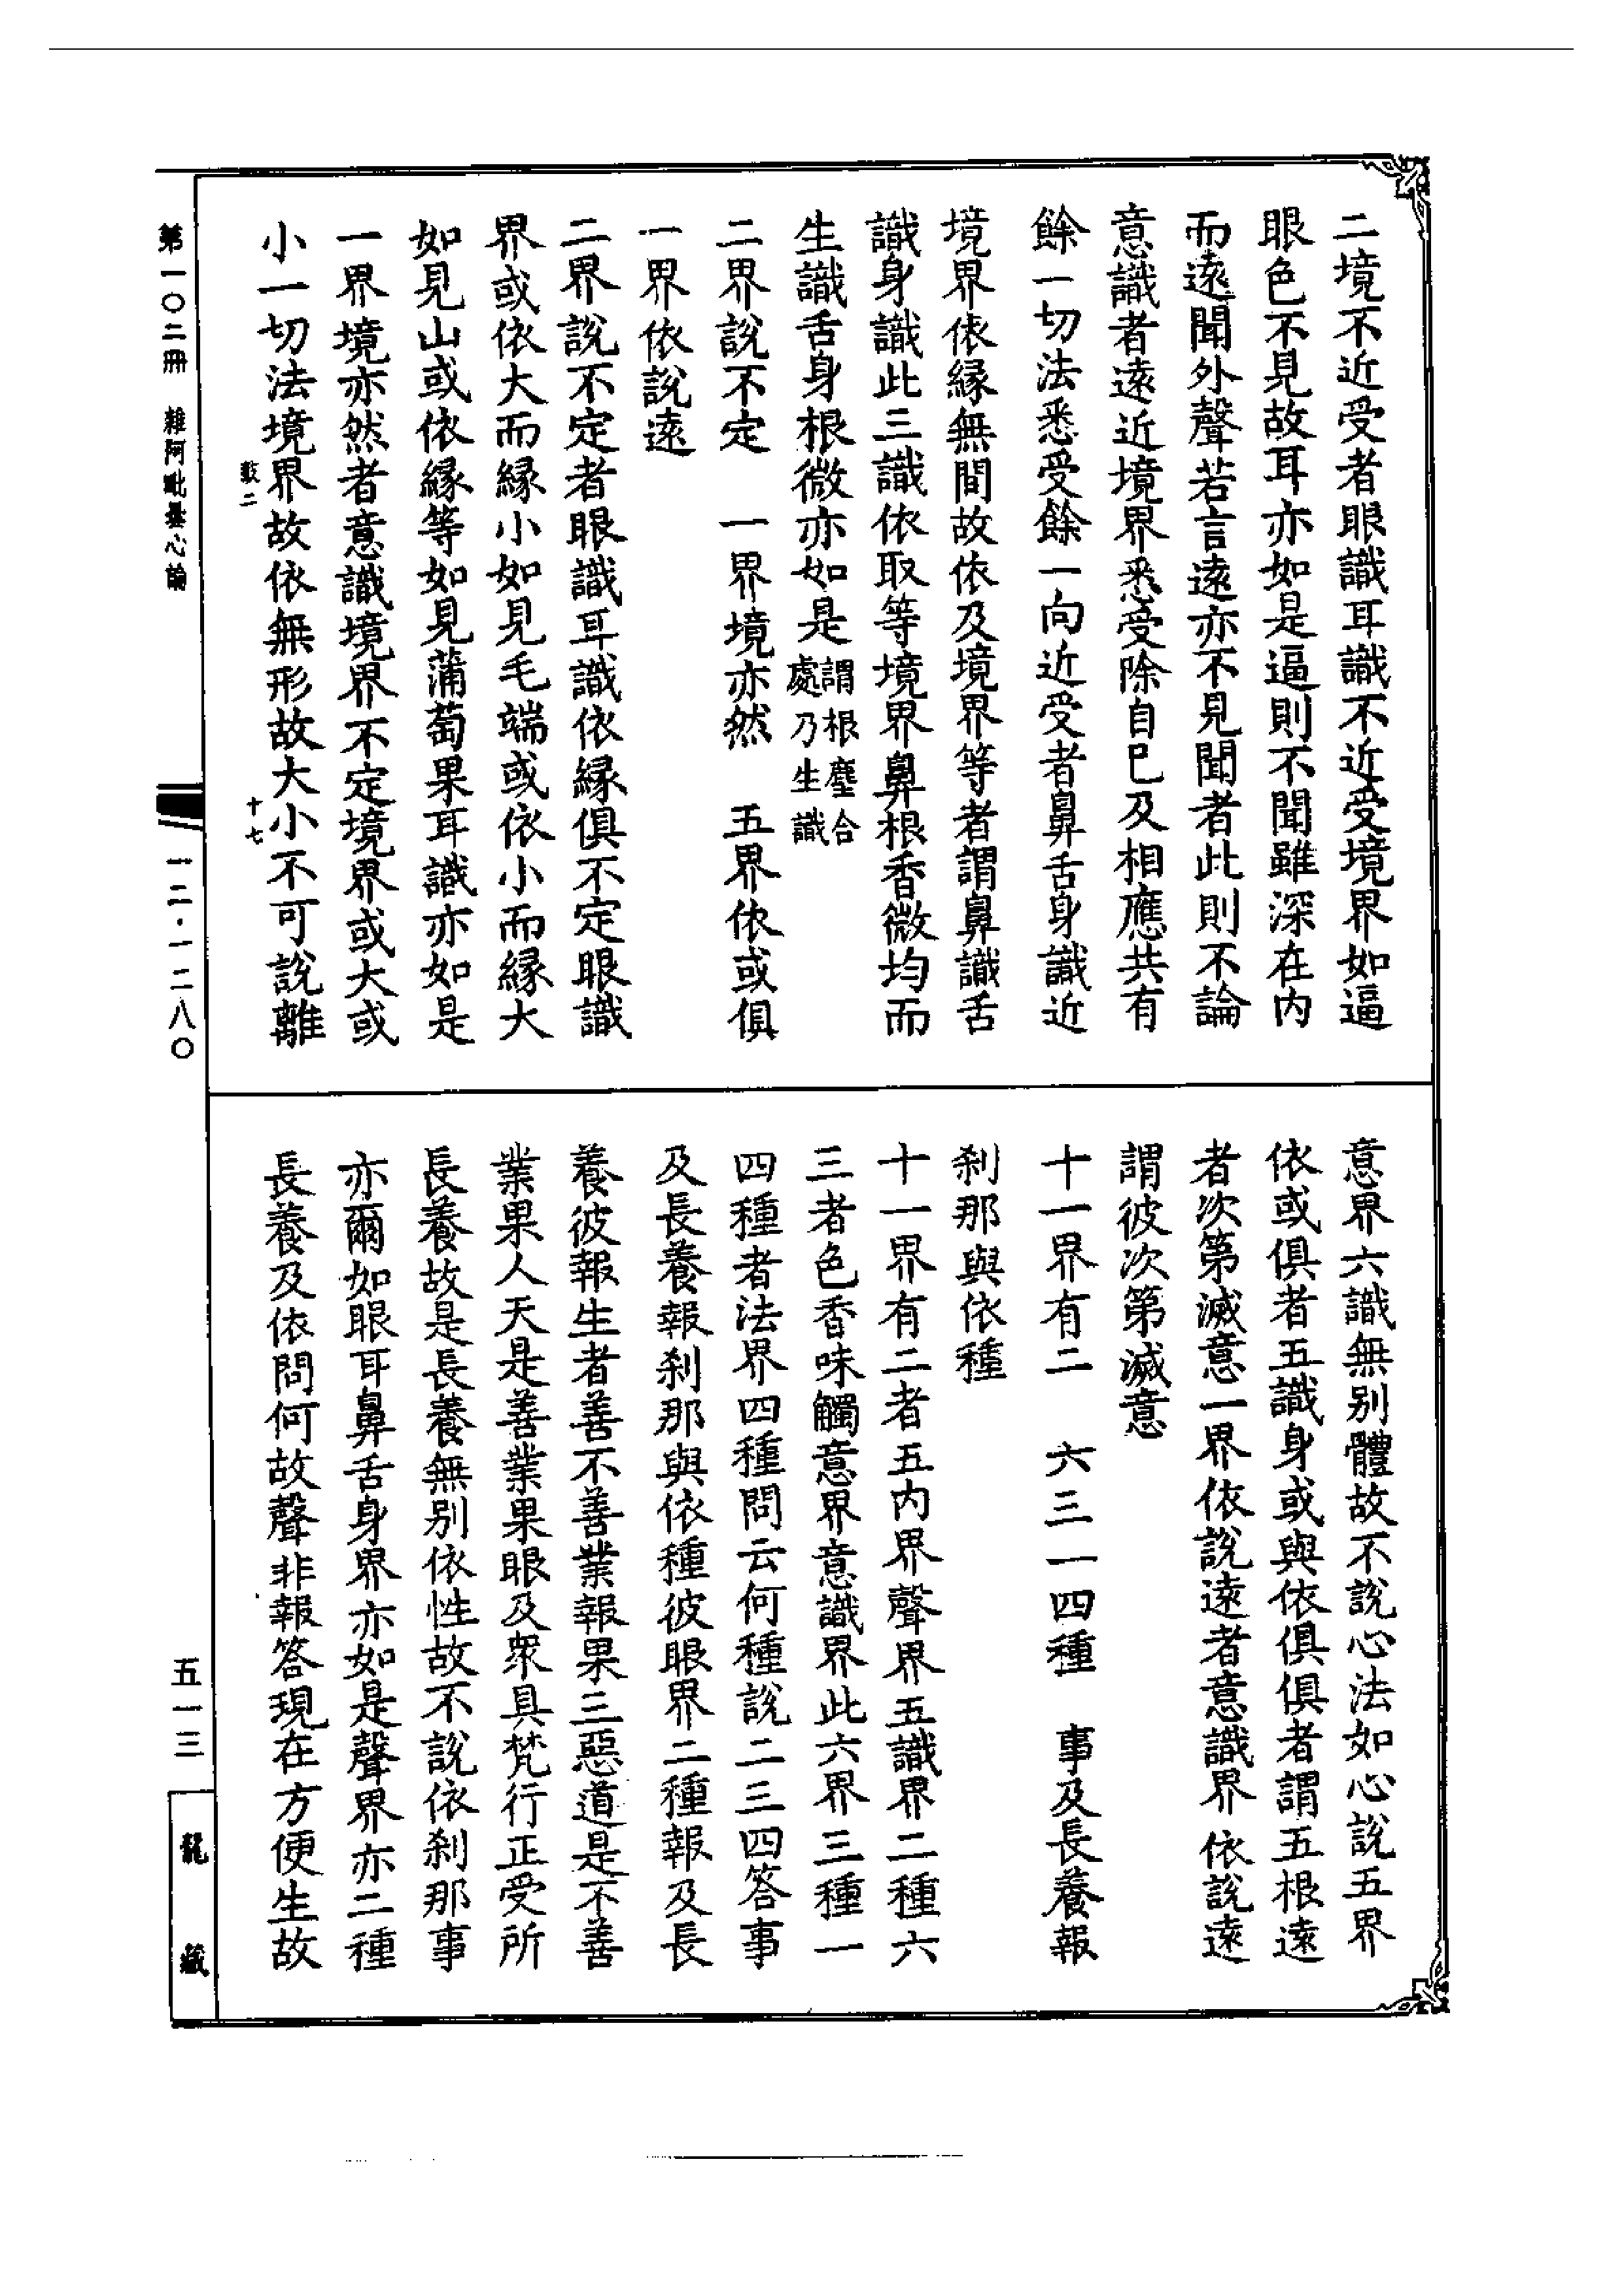 二境不近受者眼識耳識不近受境界如逼
眼色不見故耳亦如是逼則不聞雖深在内
而遠聞外聲若言遠亦不見聞者此則不論
意識者遠近境界悉受除自已及相應共有
餘一切法悉受餘一向近受者鼻舌身識近
境界依緣無間故依及境界等者謂鼻識舌
識身識此三識依取等境界鼻根香微均而
生識舌身根微亦如是謂根塵合處乃生識
二界說不定　一界境亦然　五界依或俱
一界依說遠
二界說不定者眼識耳識依緣俱不定眼識
界或依大而緣小如見毛端或依小而緣大
如見山或依緣等如見蒲萄果耳識亦如是
一界境亦然者意識境界不定境界或大或
小一切法境界故依無形故大小不可說離
十七
第一〇二冊　雜阿毗曇心論
一二·一二八〇
意界六識無别體故不說心法如心說五界
依或俱者五識身或與依俱俱者謂五根遠
者次第滅意一界依說遠者意識界依說遠
謂彼次第滅意
十一界有二　六三一四種　事及長養報
刹那與依種
十一界有二者五内界聲界五識界二種六
三者色香味觸意界意識界此六界三種一
四種者法界四種問云何種說二三四答事
及長養報刹那與依種彼眼界二種報及長
養彼報生者善不善業報果三惡道是不善
業果人天是善業果眼及衆具梵行正受所
長養故是長養無别依性故不說依刹那事
亦爾如眼耳鼻舌身界亦如是聲界亦二種
長養及依問何故聲非報答現在方便生故
五一三
龍藏